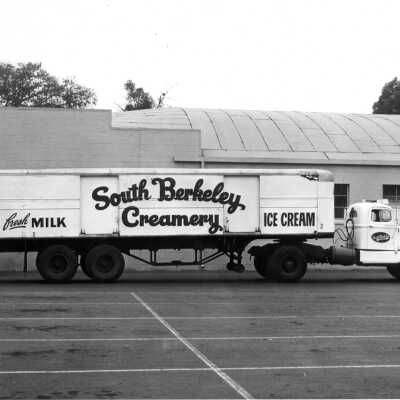 fresh MILK
South Berkeley
Creamery
ICE CREAM